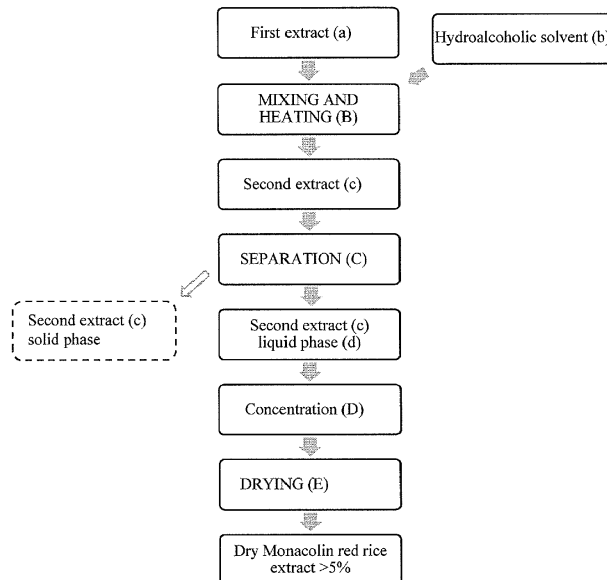 First extract (a)
Hydroalcoholic solvent (b)
MIXING AND
HEATING (B)
Second extract (c)
SEPARATION (C)
Second extract (c)
solid phase
Second extract (c)
liquid phase (d)
Concentration (D)
DRYING (E)
Dry Monacolin red rice
extract >5%